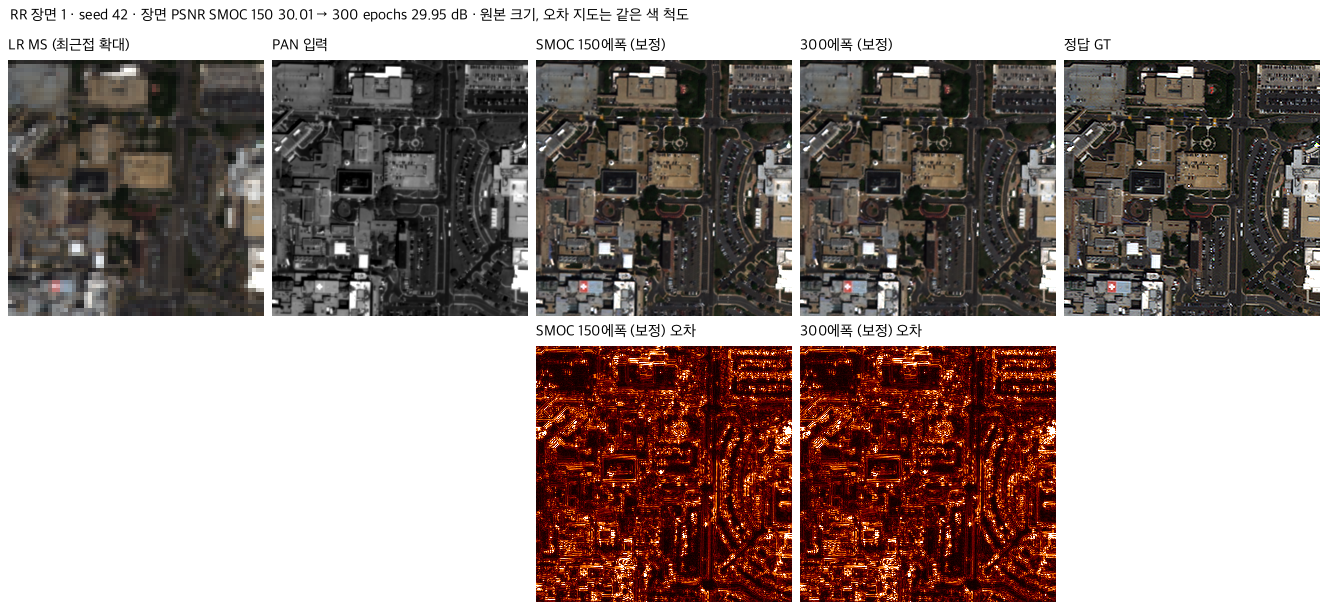 RR 장면 1 · seed 42 · 장면 PSNR SMOC 150 30.01 → 300 epochs 29.95 dB · 원본 크기, 오차 지도는 같은 색 척도
LR MS (최근접 확대)
PAN 입력
SMOC 150에폭 (보정)
300에폭 (보정)
정답 GT
SMOC 150에폭 (보정) 오차
300에폭 (보정) 오차